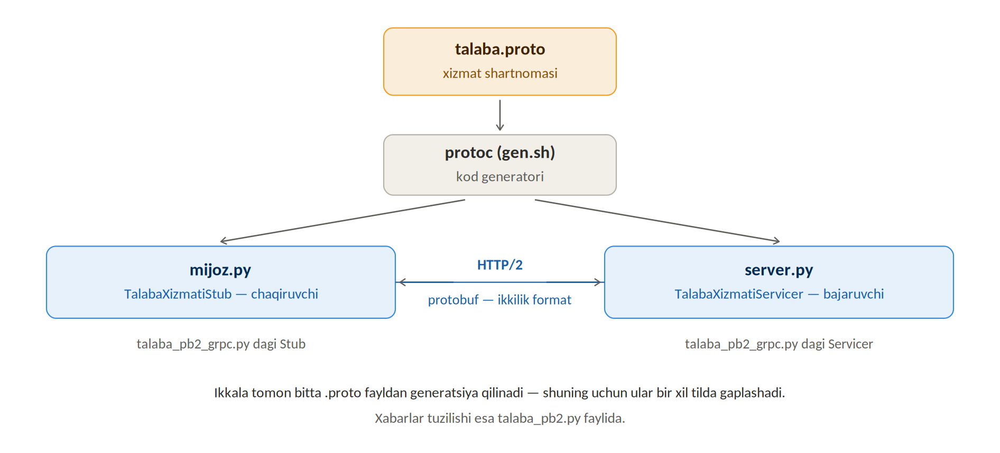 talaba.proto
xizmat shartnomasi
protoc (gen.sh)
kod generatori
mijoz.py
TalabaXizmatiStub — chaqiruvchi
HTTP/2
protobuf — ikkilik format
server.py
TalabaXizmatiServicer — bajaruvchi
talaba_pb2_grpc.py dagi Stub
talaba_pb2_grpc.py dagi Servicer
Ikkala tomon bitta .proto fayldan generatsiya qilinadi — shuning uchun ular bir xil tilda gaplashadi.
Xabarlar tuzilishi esa talaba_pb2.py faylida.